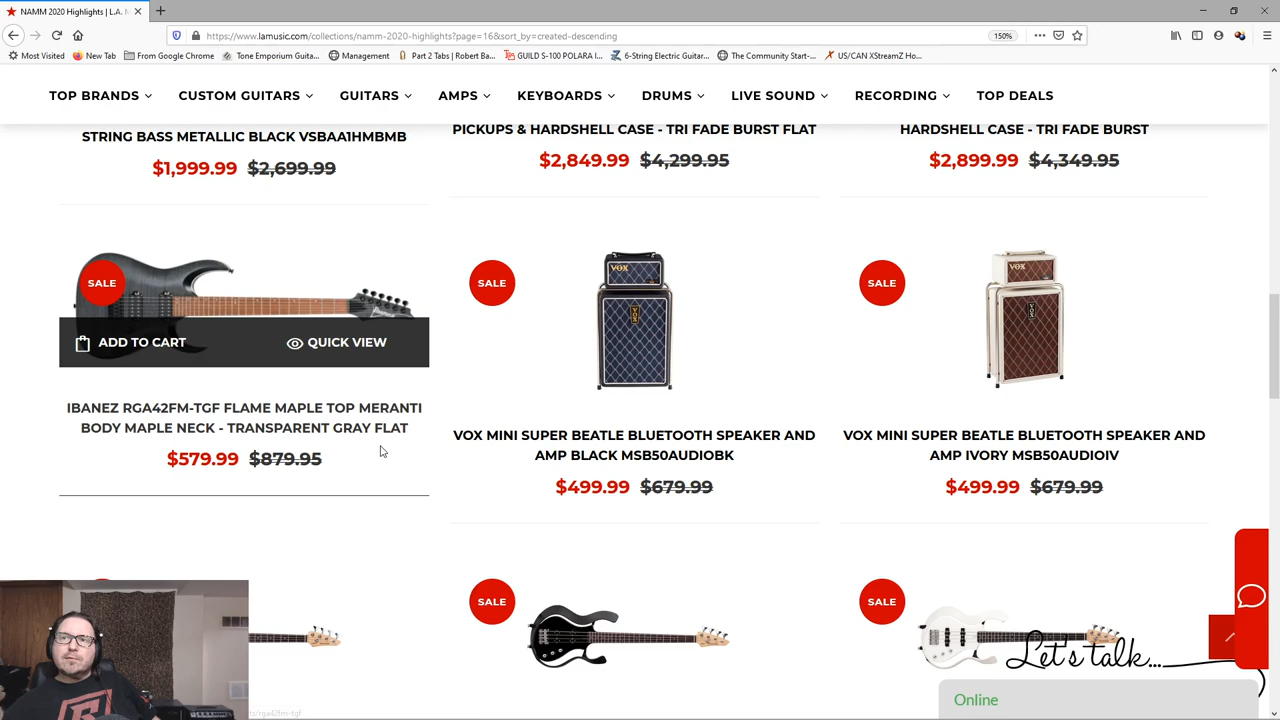 NAMM 2020 Highlights | L.A. M
https://www.lamusic.com/collections/namm-2020-highlights?page=16&sort_by=created-descending
150%
Most Visited
New Tab
From Google Chrome
Tone Emporium Guita...
Management
Part 2 Tabs | Robert Ba...
GUILD S-100 POLARA I...
6-String Electric Guitar...
The Community Start-...
US/CAN XStreamZ Ho...
TOP BRANDS
CUSTOM GUITARS
GUITARS
AMPS
KEYBOARDS
DRUMS
LIVE SOUND
RECORDING
TOP DEALS
STRING BASS METALLIC BLACK VSBAA1HMBMB
$1,999.99 $2,699.99
PICKUPS & HARDSHELL CASE - TRI FADE BURST FLAT
$2,849.99 $4,299.95
HARDSHELL CASE - TRI FADE BURST
$2,899.99 $4,349.95
SALE
Ibanez
ADD TO CART
QUICK VIEW
IBANEZ RGA42FM-TGF FLAME MAPLE TOP MERANTI
BODY MAPLE NECK - TRANSPARENT GRAY FLAT
$579.99 $879.95
SALE
VOX
VOX MINI SUPER BEATLE BLUETOOTH SPEAKER AND
AMP BLACK MSB50AUDIOBK
$499.99 $679.99
SALE
VOX
VOX MINI SUPER BEATLE BLUETOOTH SPEAKER AND
AMP IVORY MSB50AUDIOIV
$499.99 $679.99
SALE
SALE
Let's talk...
Online
ts/rga42fm-tgf